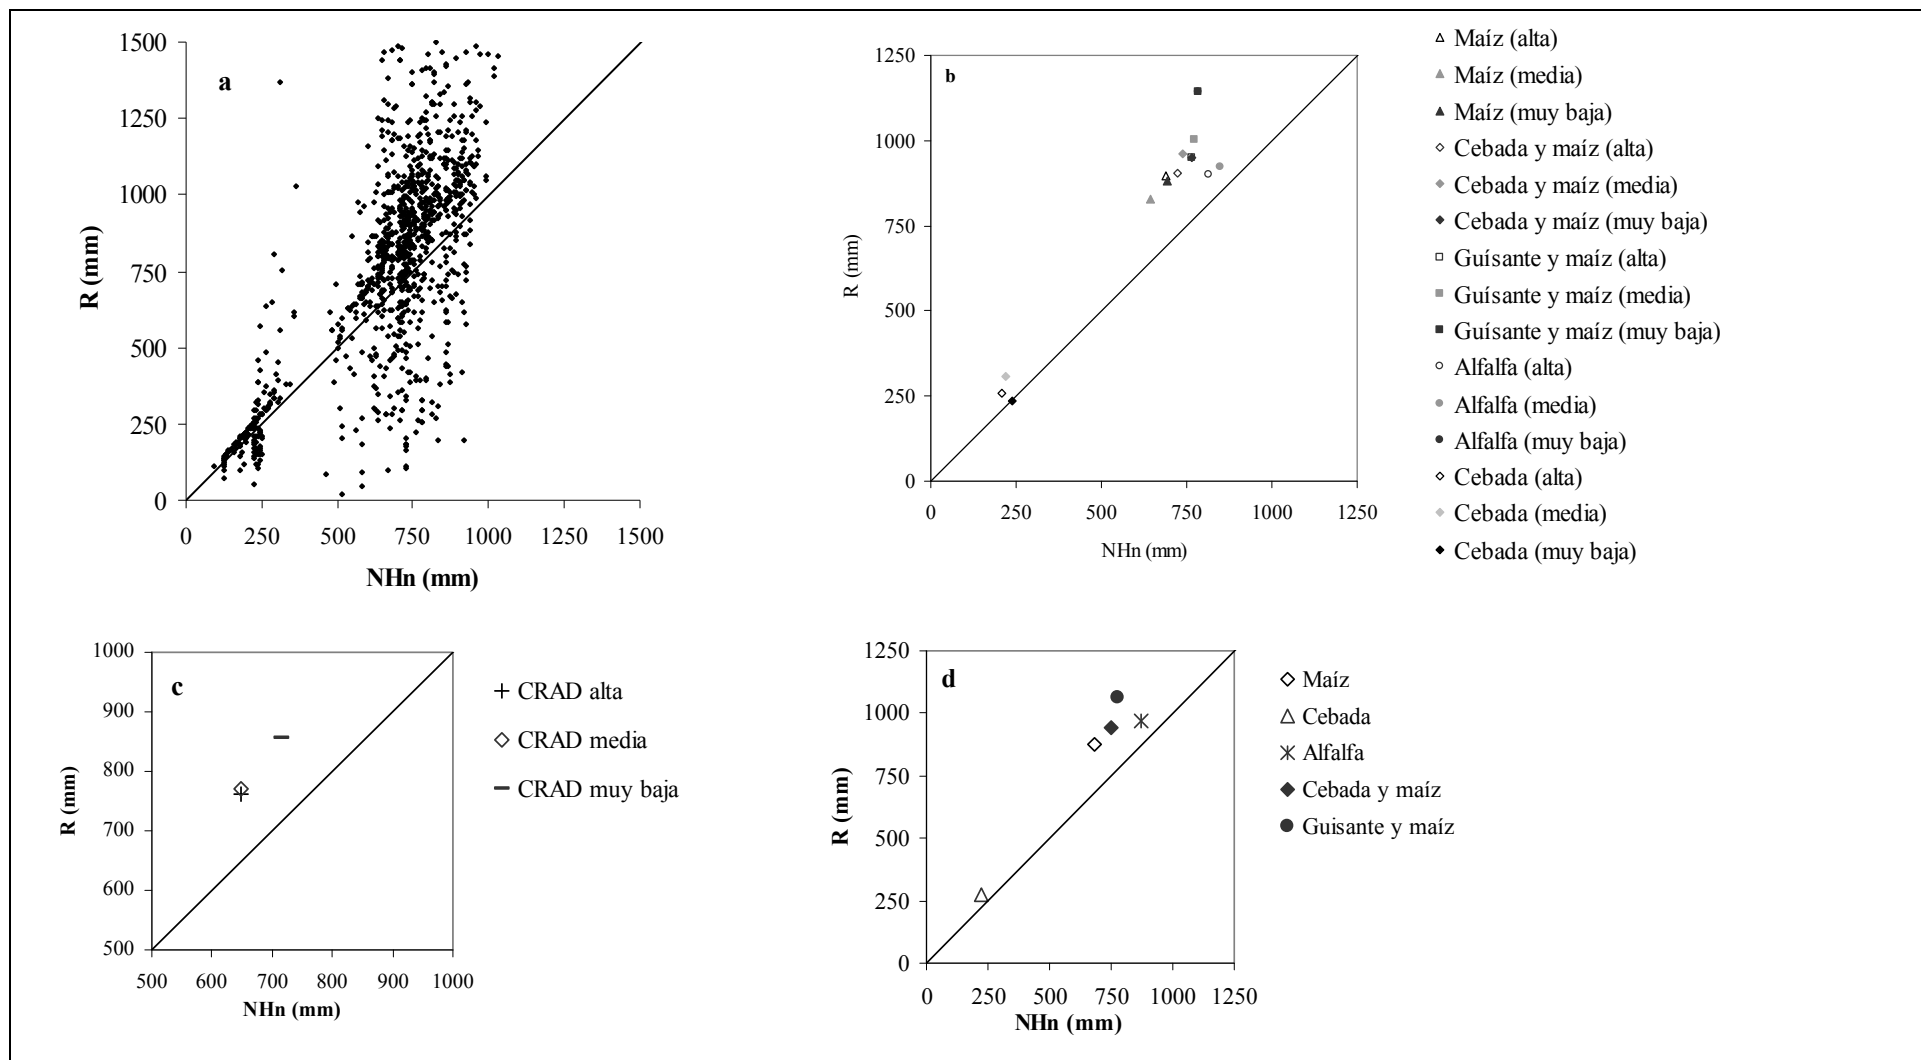 a
1500
1250
1000
750
500
250
0
R (mm)
0 250 500 750 1000 1250 1500
NHn (mm)
b
1250
1000
750
500
250
0
R (mm)
0 250 500 750 1000 1250
NHn (mm)
Maíz (alta)
Maíz (media)
Maíz (muy baja)
Cebada y maíz (alta)
Cebada y maíz (media)
Cebada y maíz (muy baja)
Guísante y maíz (alta)
Guísante y maíz (media)
Guísante y maíz (muy baja)
Alfalfa (alta)
Alfalfa (media)
Alfalfa (muy baja)
Cebada (alta)
Cebada (media)
Cebada (muy baja)
c
1000
900
800
700
600
500
R (mm)
500 600 700 800 900 1000
NHn (mm)
CRAD alta
CRAD media
CRAD muy baja
d
1250
1000
750
500
250
0
R (mm)
0 250 500 750 1000 1250
NHn (mm)
Maíz
Cebada
Alfalfa
Cebada y maíz
Guisante y maíz